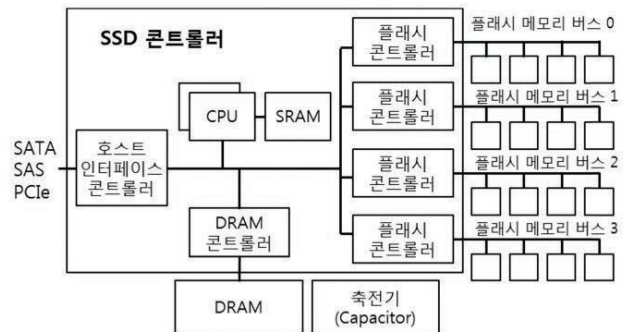 SSD 콘트롤러
플래시
콘트롤러
플래시 메모리 버스 0
CPU
SRAM
플래시
콘트롤러
플래시 메모리 버스 1
SATA
SAS
PCIe
호스트
인터페이스
콘트롤러
플래시
콘트롤러
플래시 메모리 버스 2
DRAM
콘트롤러
플래시
콘트롤러
플래시 메모리 버스 3
DRAM
축전기
(Capacitor)